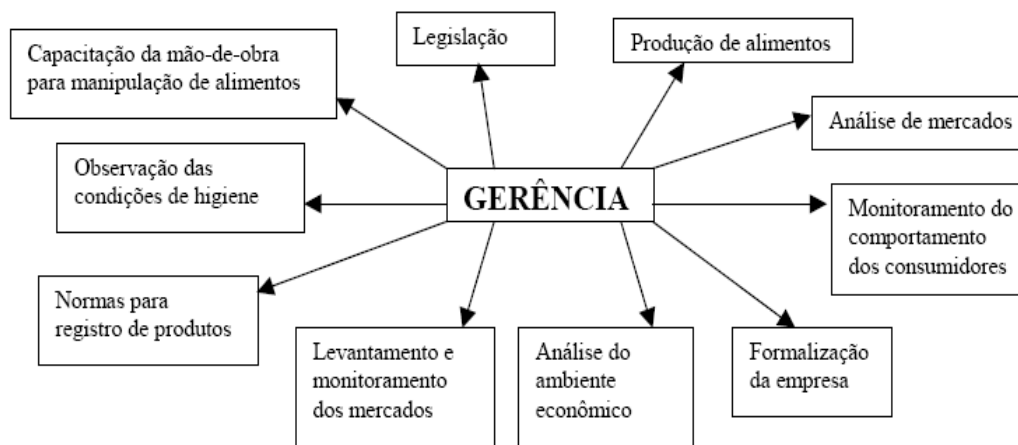 Legislação
Produção de alimentos
Capacitação da mão-de-obra
para manipulação de alimentos
Análise de mercados
Observação das
condições de higiene
GERÊNCIA
Monitoramento do
comportamento
dos consumidores
Normas para
registro de produtos
Levantamento e
monitoramento
dos mercados
Análise do
ambiente
econômico
Formalização
da empresa